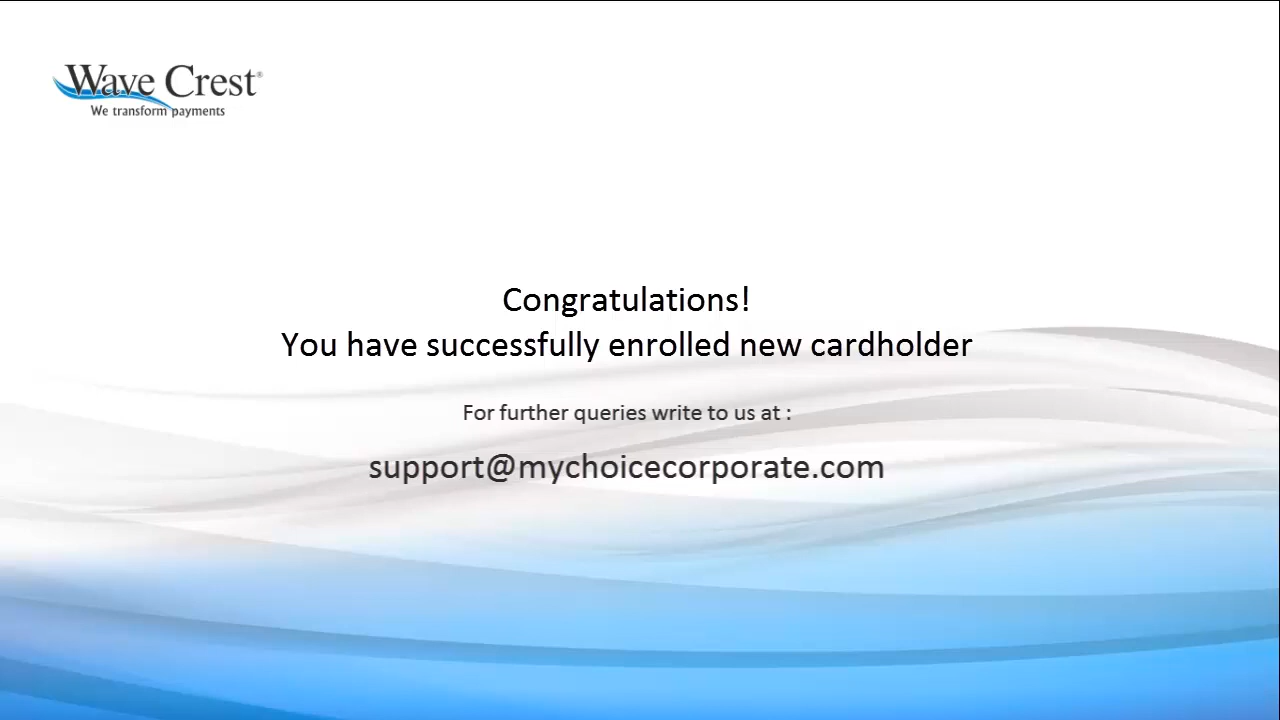 Wave Crest®
We transform payments
Congratulations!
You have successfully enrolled new cardholder
For further queries write to us at :
support@mychoicecorporate.com